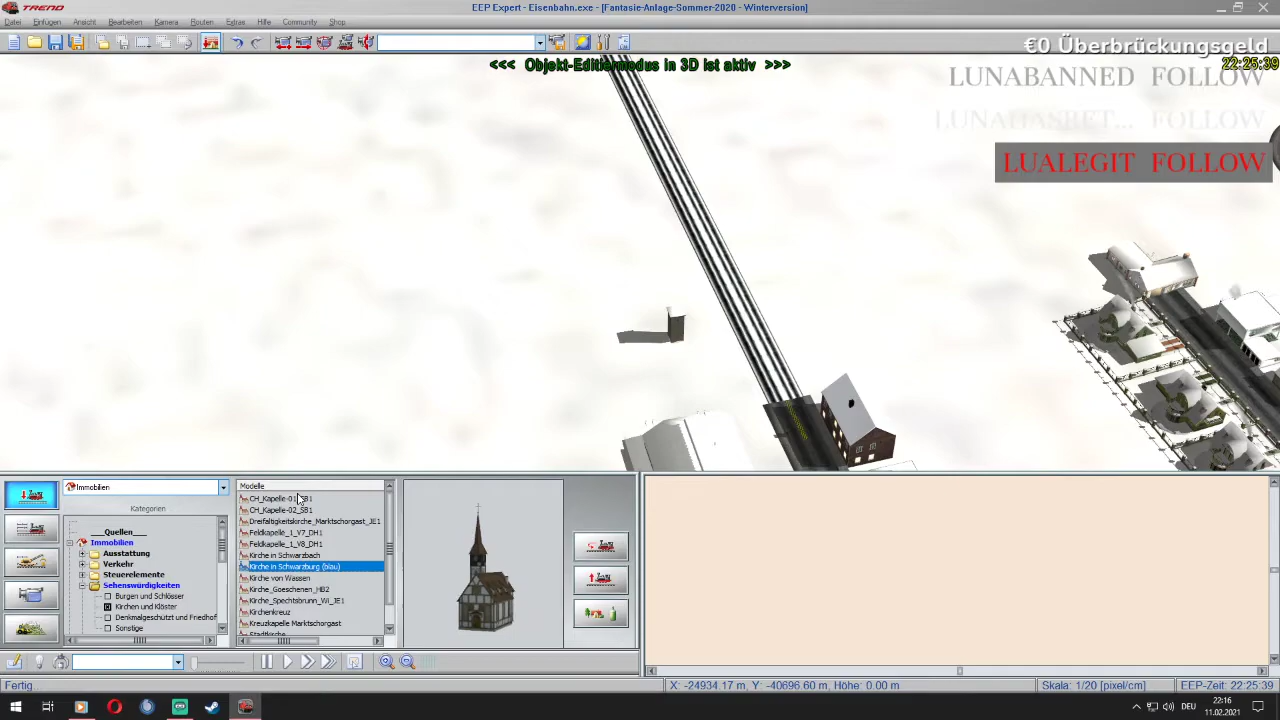 TREND
EEP Expert - Eisenbahn.exe - [Fantasie-Anlage-Sommer-2020 - Winterversion]
Datei Einfügen Ansicht Bearbeiten Kamera Routen Extras Hilfe Community Shop
€0 Überbrückungsgeld
<<< Objekt-Editiermodus in 3D ist aktiv >>>
22:25:39
LUNABANNED FOLLOW
LUNAHASRET... FOLLOW
LUALEGIT FOLLOW
Immobilien
Kategorien
__Quellen__
Immobilien
Ausstattung
Verkehr
Steuerelemente
Sehenswürdigkeiten
Burgen und Schlösser
Kirchen und Klöster
Denkmalgeschützt und Friedhof
Sonstige
Modelle
CH_Kapelle-01_SB1
CH_Kapelle-02_SB1
Dreifaltigkeitskirche_Marktschorgast_JE1
Feldkapelle_1_V7_DH1
Feldkapelle_1_V8_DH1
Kirche in Schwarzbach
Kirche in Schwarzburg (blau)
Kirche von Wassen
Kirche_Goeschenen_HB2
Kirche_Spechtsbrunn_Wi_JE1
Kirchenkreuz
Kreuzkapelle Marktschorgast
Stadtkirche
Fertig
X: -24934.17 m, Y: -40696.60 m, Höhe: 0.00 m
Skala: 1/20 [pixel/cm]
EEP-Zeit: 22:25:39
DEU
22:16
11.02.2021